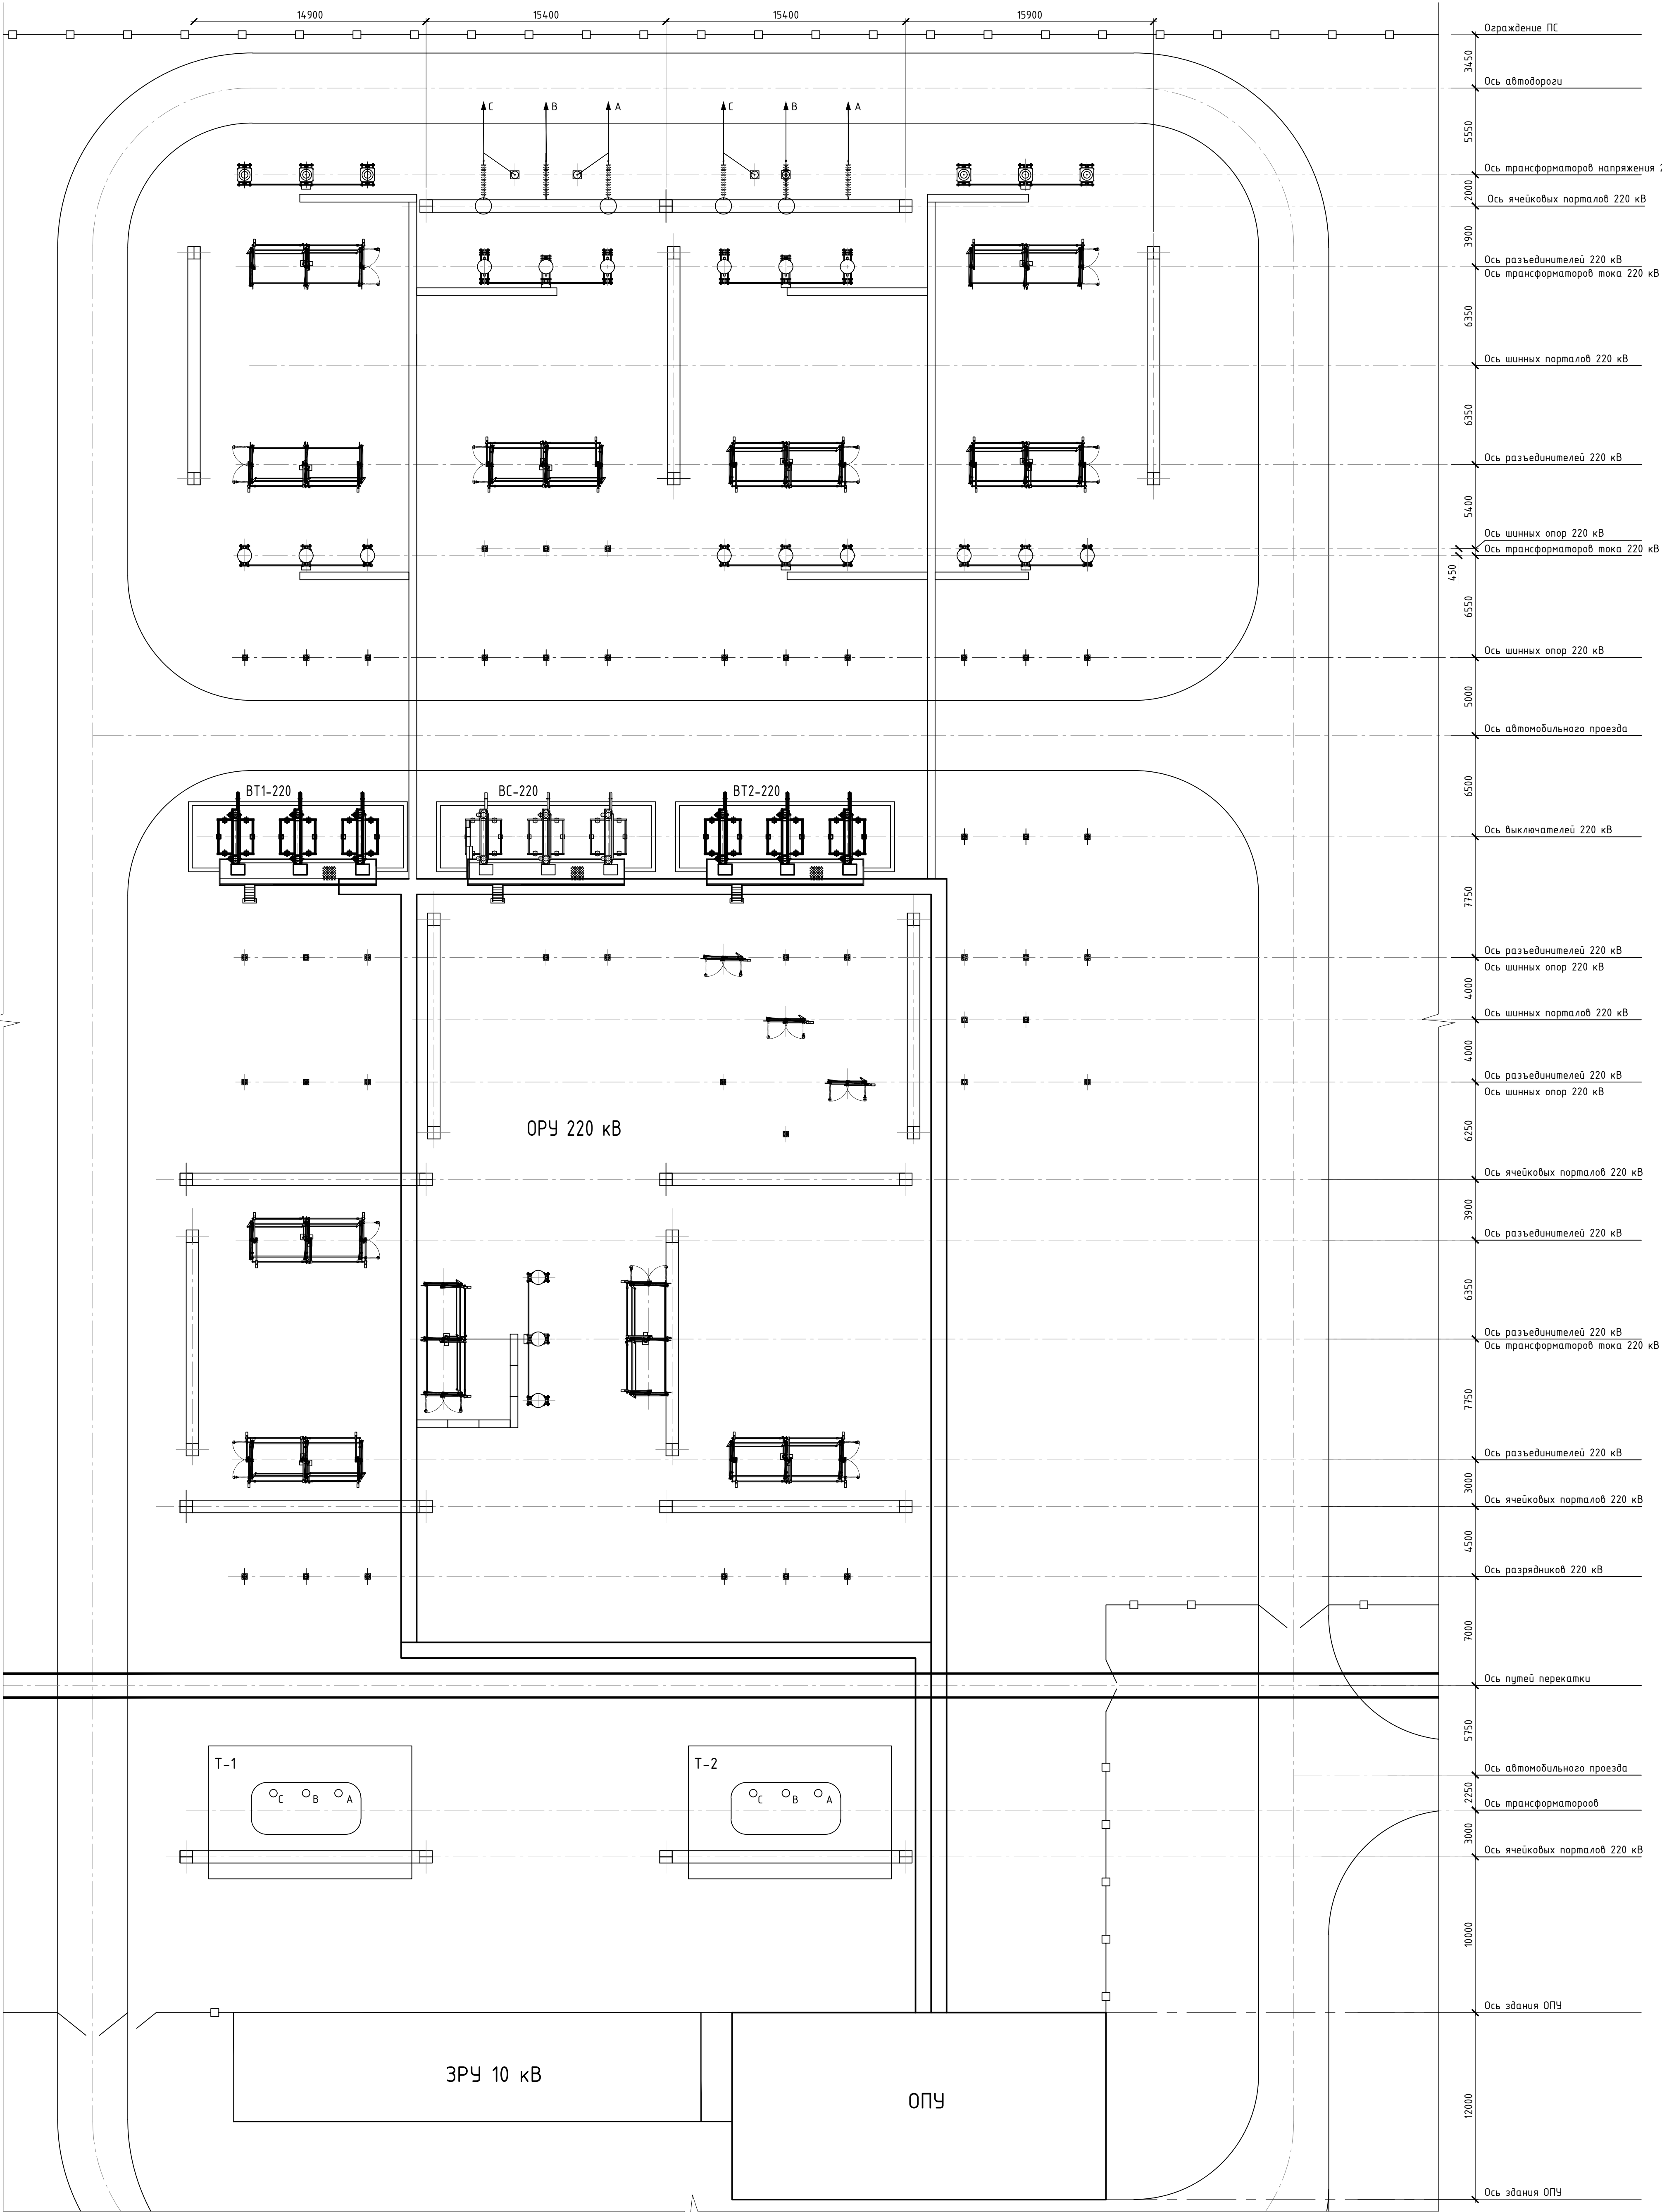 14900 15400 15400 15900
Ограждение ПС
3450
Ось автодороги
C B A C B A
5550
Ось трансформаторов напряжения 2
2000
Ось ячейковых порталов 220 кВ
3900
Ось разъединителей 220 кВ
Ось трансформаторов тока 220 кВ
6350
Ось шинных порталов 220 кВ
6350
Ось разъединителей 220 кВ
5400
Ось шинных опор 220 кВ
Ось трансформаторов тока 220 кВ
450
6550
Ось шинных опор 220 кВ
5000
Ось автомобильного проезда
6500
ВТ1-220 ВС-220 ВТ2-220
Ось выключателей 220 кВ
7750
Ось разъединителей 220 кВ
Ось шинных опор 220 кВ
4000
Ось шинных порталов 220 кВ
4000
Ось разъединителей 220 кВ
Ось шинных опор 220 кВ
ОРУ 220 кВ
6250
Ось ячейковых порталов 220 кВ
3900
Ось разъединителей 220 кВ
6350
Ось разъединителей 220 кВ
Ось трансформаторов тока 220 кВ
7750
Ось разъединителей 220 кВ
3000
Ось ячейковых порталов 220 кВ
4500
Ось разрядников 220 кВ
7000
Ось путей перекатки
5750
Т-1 Т-2
Ось автомобильного проезда
2250
C B A C B A
Ось трансформатороов
3000
Ось ячейковых порталов 220 кВ
10000
Ось здания ОПУ
ЗРУ 10 кВ
ОПУ
12000
Ось здания ОПУ